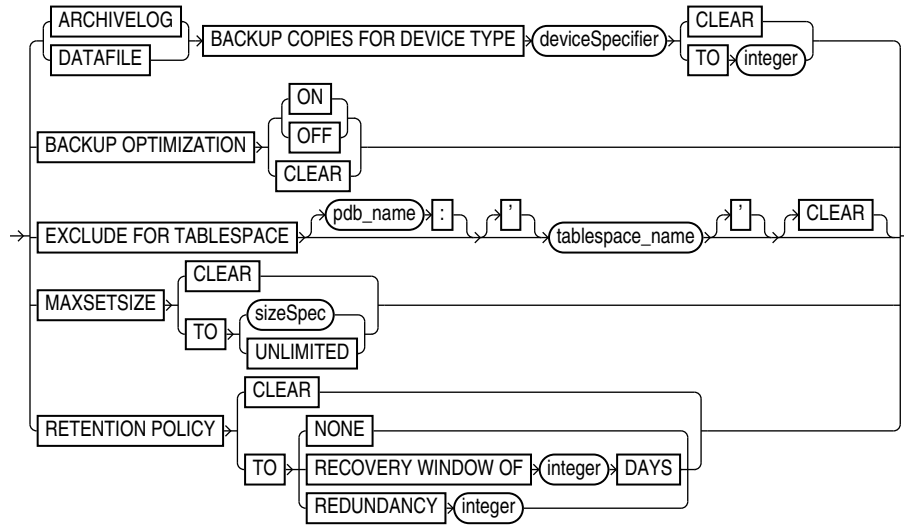 ARCHIVELOG
DATAFILE
BACKUP COPIES FOR DEVICE TYPE deviceSpecifier
CLEAR
TO integer
BACKUP OPTIMIZATION
ON
OFF
CLEAR
EXCLUDE FOR TABLESPACE pdb_name : ’ tablespace_name ’ CLEAR
MAXSETSIZE
CLEAR
TO sizeSpec
UNLIMITED
RETENTION POLICY
CLEAR
TO
NONE
RECOVERY WINDOW OF integer DAYS
REDUNDANCY integer